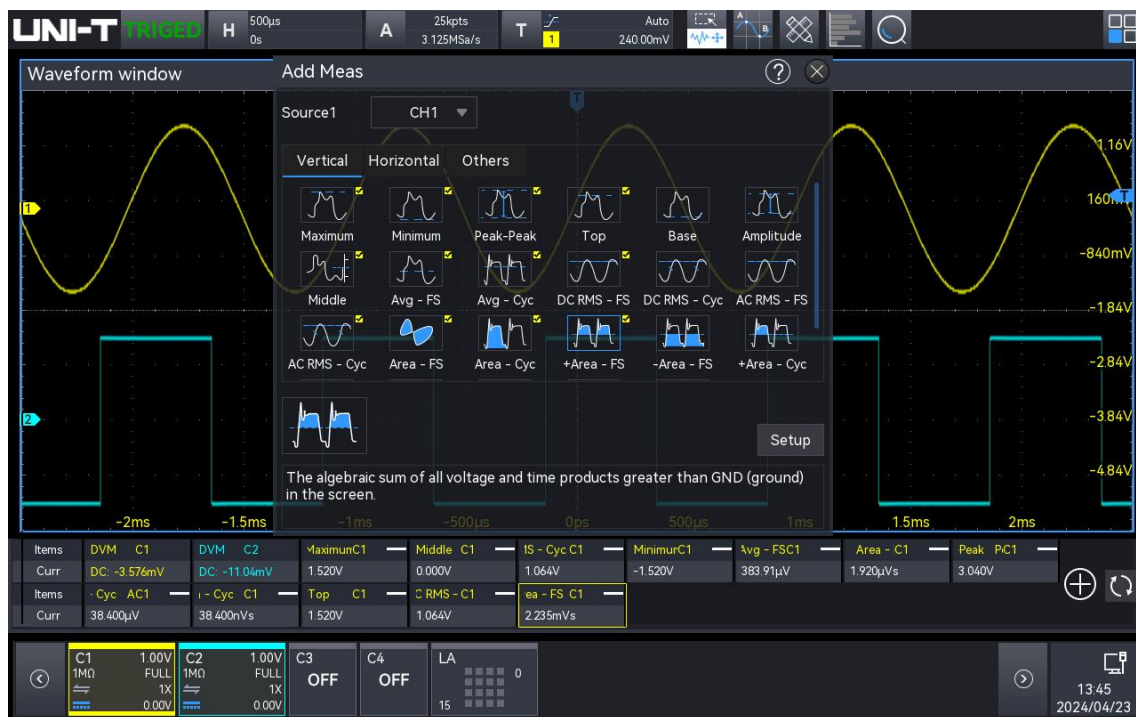 UNI-T TRIGED H 500μs 0s A 25kpts 3.125MSa/s T 1 Auto 240.00mV
Waveform window
Add Meas
Source1 CH1
Vertical Horizontal Others
Maximum Minimum Peak-Peak Top Base Amplitude
Middle Avg - FS Avg - Cyc DC RMS - FS DC RMS - Cyc AC RMS - FS
AC RMS - Cyc Area - FS Area - Cyc +Area - FS -Area - FS +Area - Cyc
Setup
The algebraic sum of all voltage and time products greater than GND (ground)
in the screen.
1
2
T
T
1.16V
-840mV
-1.84V
-2.84V
-3.84V
-4.84V
-2ms -1.5ms -1ms -500μs 0ps 500μs 1ms 1.5ms 2ms
Items DVM C1 DVM C2 MaximunC1 Middle C1 IS - Cyc C1 MinimurC1 Avg - FSC1 Area - C1 Peak C1
Curr DC: -3.576mV DC: -11.04mV 1.520V 0.000V 1.064V -1.520V 383.91μV 1.920μVs 3.040V
Items Cyc AC1 - Cyc C1 Top C1 RMS - C1 ea - FS C1
Curr 38.400μV 38.400nVs 1.520V 1.064V 2.235mVs
C1 1.00V 1MΩ FULL 1X 0.00V
C2 1.00V 1MΩ FULL 1X 0.00V
C3 OFF
C4 OFF
LA 0 15
13:45
2024/04/23